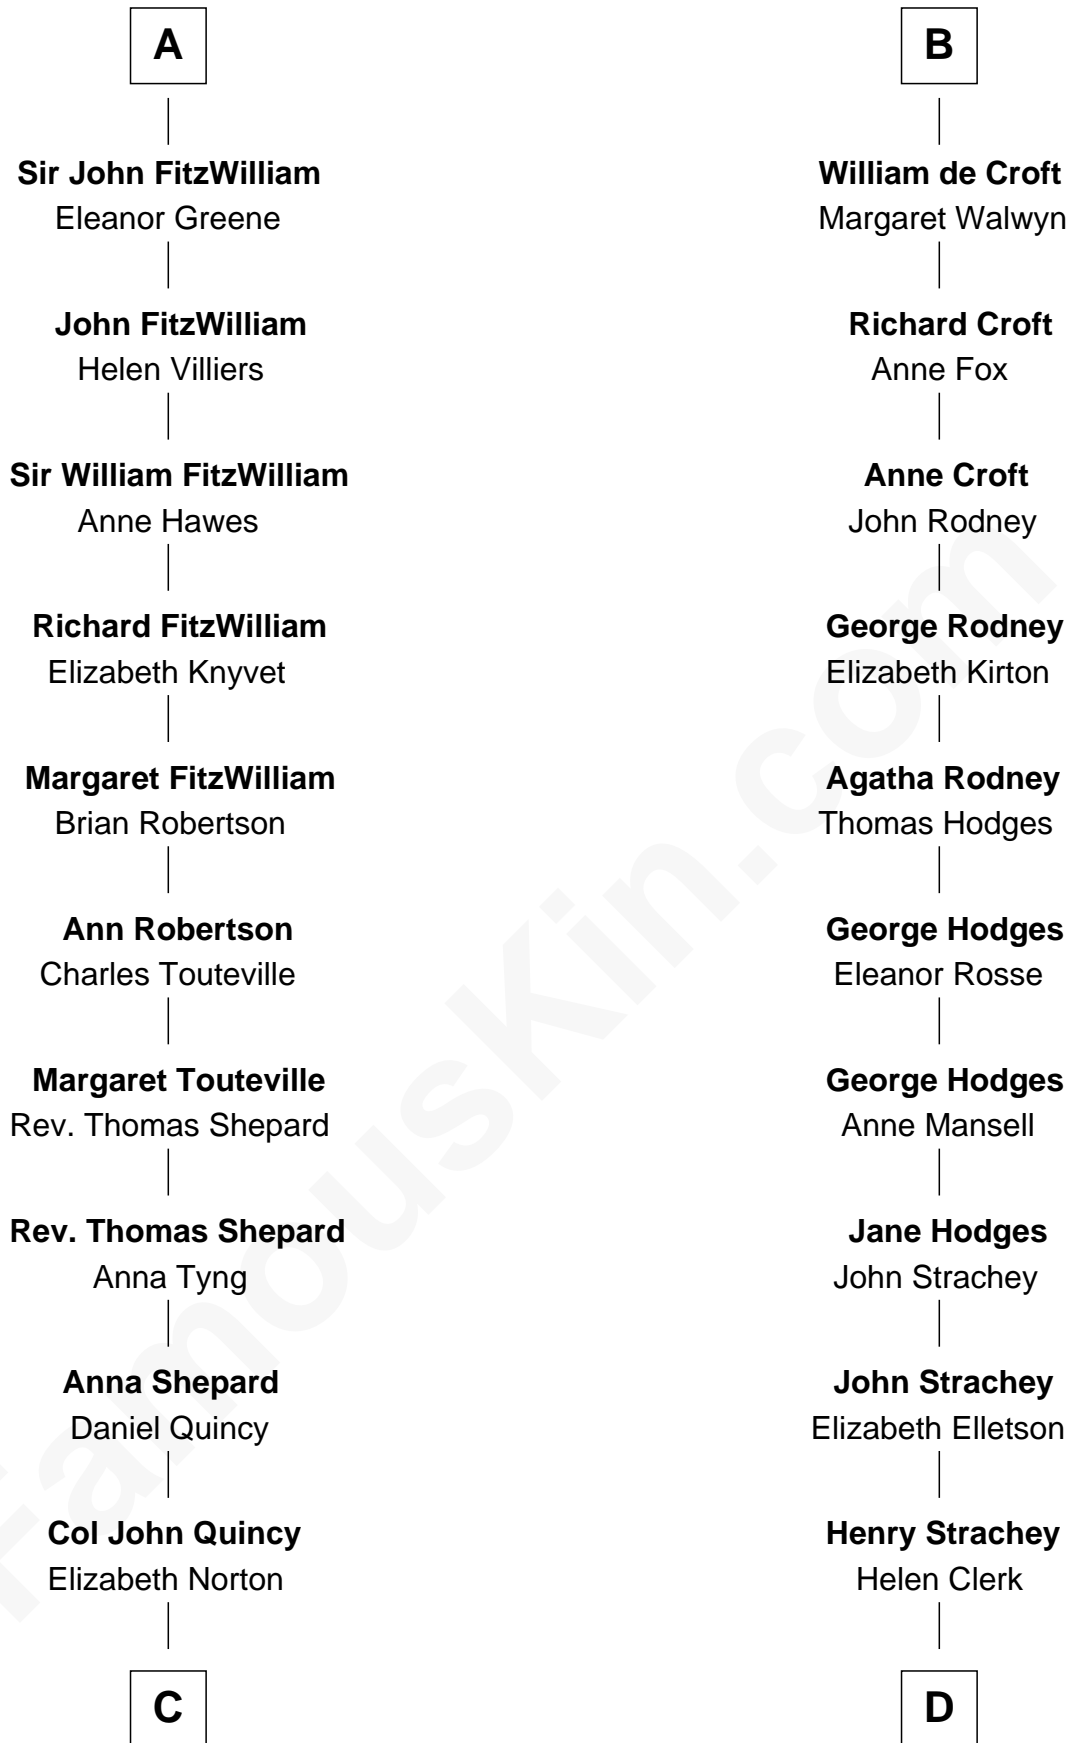 A
Sir John FitzWilliam
Eleanor Greene
John FitzWilliam
Helen Villiers
Sir William FitzWilliam
Anne Hawes
Richard FitzWilliam
Elizabeth Knyvet
Margaret FitzWilliam
Brian Robertson
Ann Robertson
Charles Touteville
Margaret Touteville
Rev. Thomas Shepard
Rev. Thomas Shepard
Anna Tyng
Anna Shepard
Daniel Quincy
Col John Quincy
Elizabeth Norton
C
B
William de Croft
Margaret Walwyn
Richard Croft
Anne Fox
Anne Croft
John Rodney
George Rodney
Elizabeth Kirton
Agatha Rodney
Thomas Hodges
George Hodges
Eleanor Rosse
George Hodges
Anne Mansell
Jane Hodges
John Strachey
John Strachey
Elizabeth Elletson
Henry Strachey
Helen Clerk
D
FamousKin.com